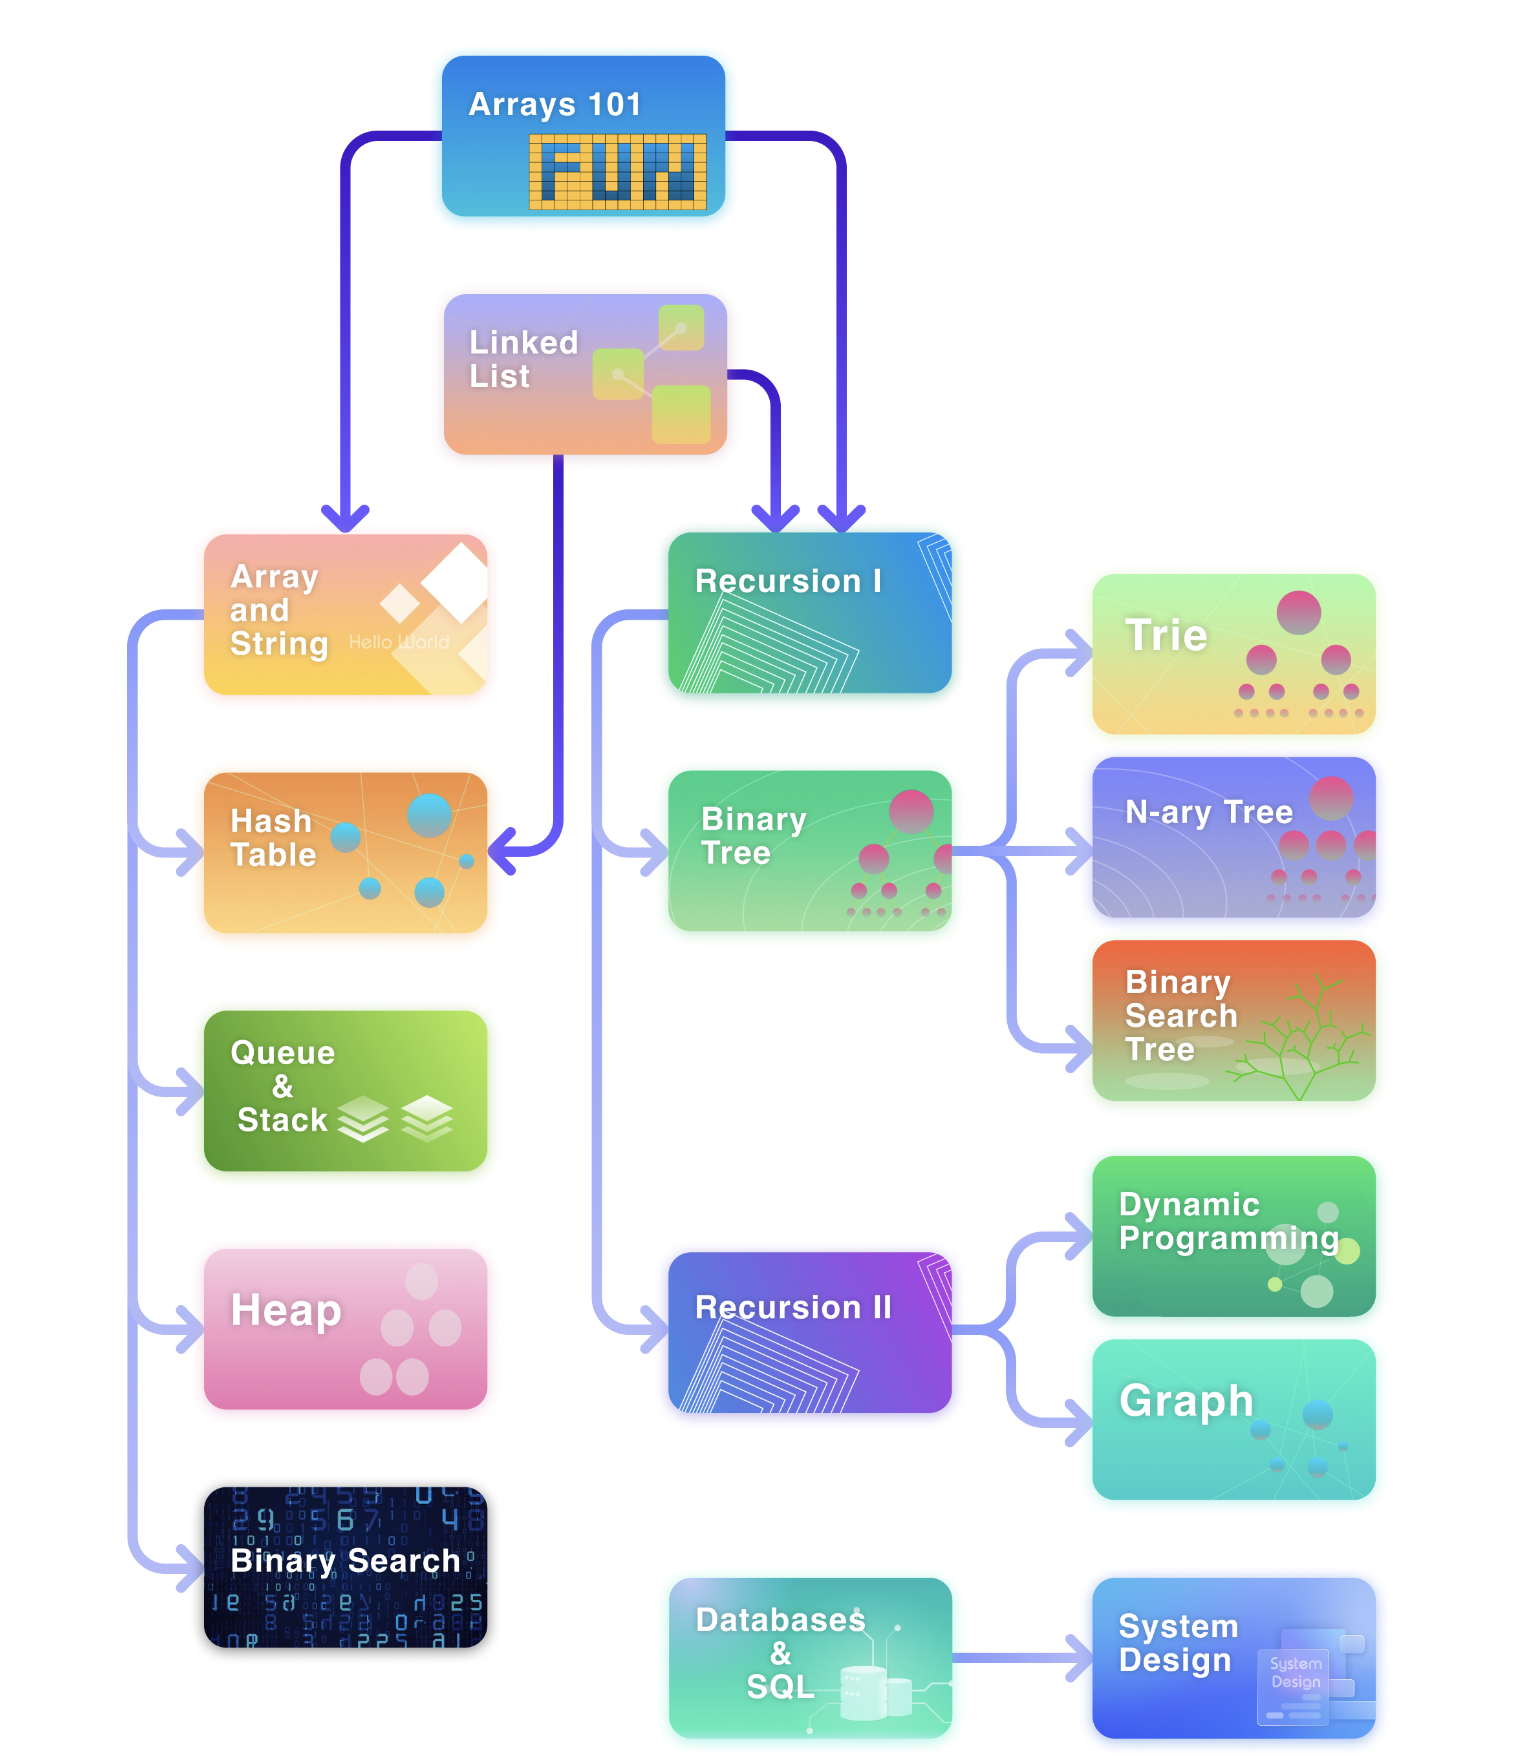 Arrays 101
FUN
Linked
List
Array
and
String
Hello World
Recursion I
Trie
Hash
Table
Binary
Tree
N-ary Tree
Binary
Search
Tree
Queue
&
Stack
Dynamic
Programming
Heap
Recursion II
Graph
Binary Search
Databases
&
SQL
System
Design
System
Design